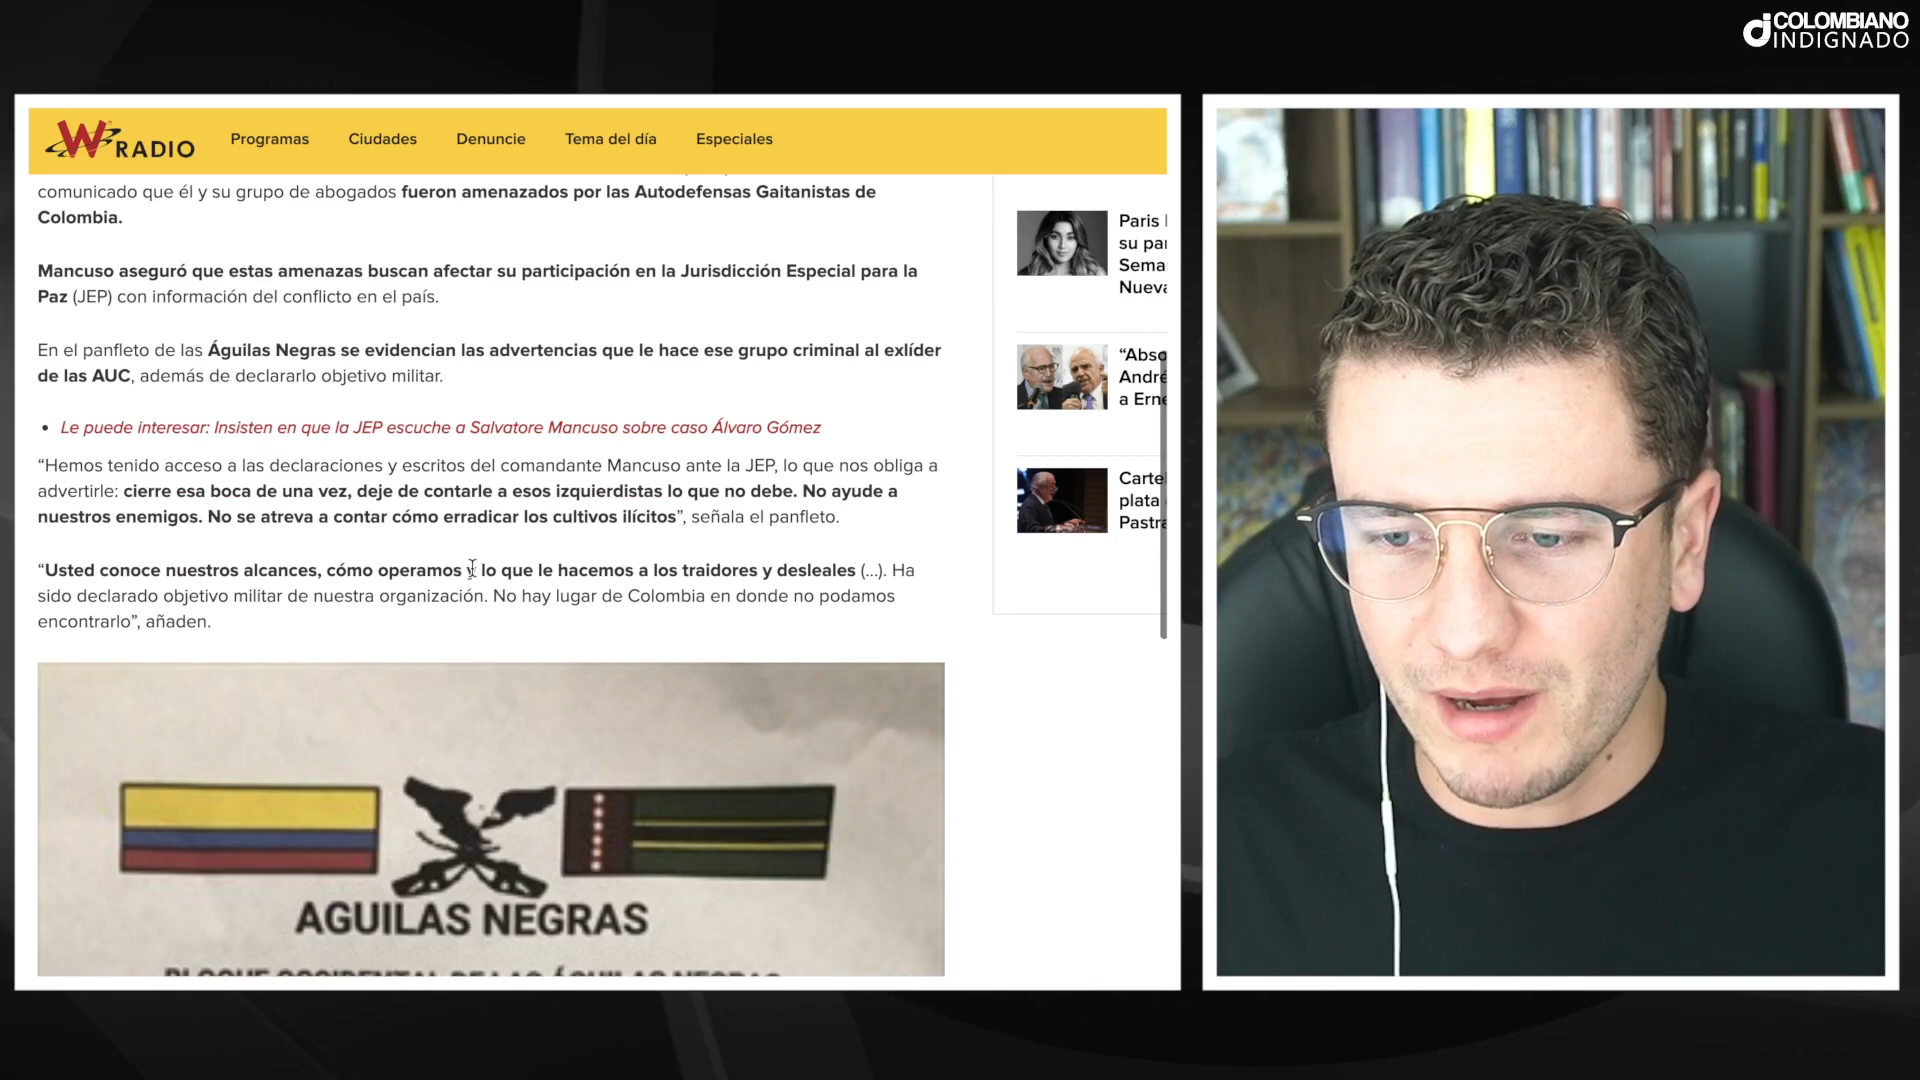 COLOMBIANO
INDIGNADO
W RADIO
Programas
Ciudades
Denuncie
Tema del día
Especiales
comunicado que él y su grupo de abogados fueron amenazados por las Autodefensas Gaitanistas de
Colombia.
Mancuso aseguró que estas amenazas buscan afectar su participación en la Jurisdicción Especial para la
Paz (JEP) con información del conflicto en el país.
En el panfleto de las Águilas Negras se evidencian las advertencias que le hace ese grupo criminal al exlíder
de las AUC, además de declararlo objetivo militar.
• Le puede interesar: Insisten en que la JEP escuche a Salvatore Mancuso sobre caso Álvaro Gómez
“Hemos tenido acceso a las declaraciones y escritos del comandante Mancuso ante la JEP, lo que nos obliga a
advertirle: cierre esa boca de una vez, deje de contarle a esos izquierdistas lo que no debe. No ayude a
nuestros enemigos. No se atreva a contar cómo erradicar los cultivos ilícitos”, señala el panfleto.
“Usted conoce nuestros alcances, cómo operamos y lo que le hacemos a los traidores y desleales (...). Ha
sido declarado objetivo militar de nuestra organización. No hay lugar de Colombia en donde no podamos
encontrarlo”, añaden.
AGUILAS NEGRAS
BLOQUE OCCIDENTAL DE LAS ÁGUILAS NEGRAS
Paris
su pa
Sema
Nueva
“Abso
André
a Erne
Carte
plata
Pastra